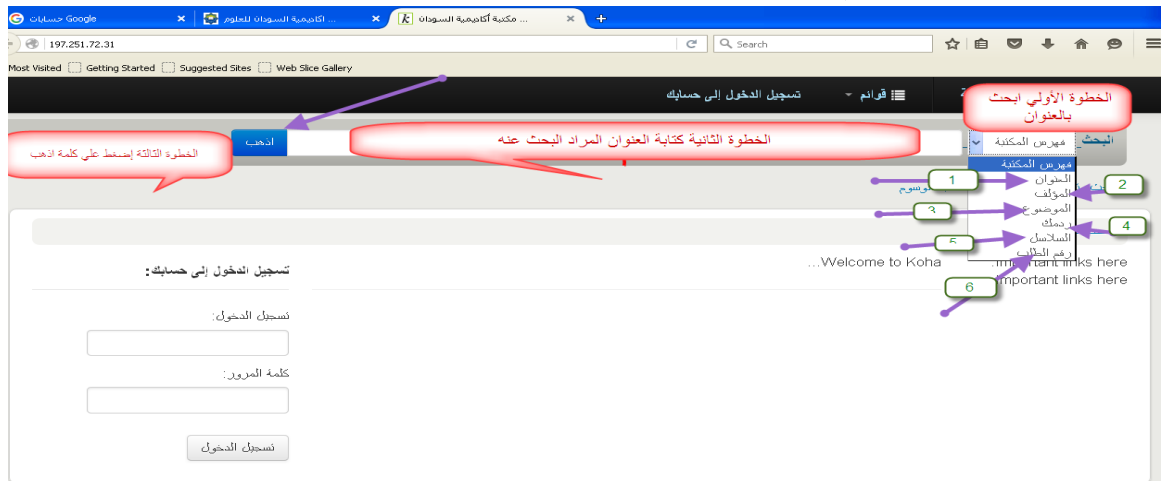 حسابات Google
اكاديمية السودان للعلوم ...
مكتبة أكاديمية السودان ...
197.251.72.31
Search
Most Visited Getting Started Suggested Sites Web Slice Gallery
قوائم
تسجيل الدخول إلى حسابك
الخطوة الأولي ابحث
بالعنوان
البحث
فهرس المكتبة
الخطوة الثانية كتابة العنوان المراد البحث عنه
اذهب
الخطوة الثالثة إضغط علي كلمة اذهب
فهرس المكتبة
العنوان
المؤلف
الموضوع
ردمك
السلاسل
رقم الطلب
1
2
3
4
5
6
Welcome to Koha...
Important links here.
Important links here
تسجيل الدخول إلى حسابك:
تسجيل الدخول:
كلمة المرور:
تسجيل الدخول